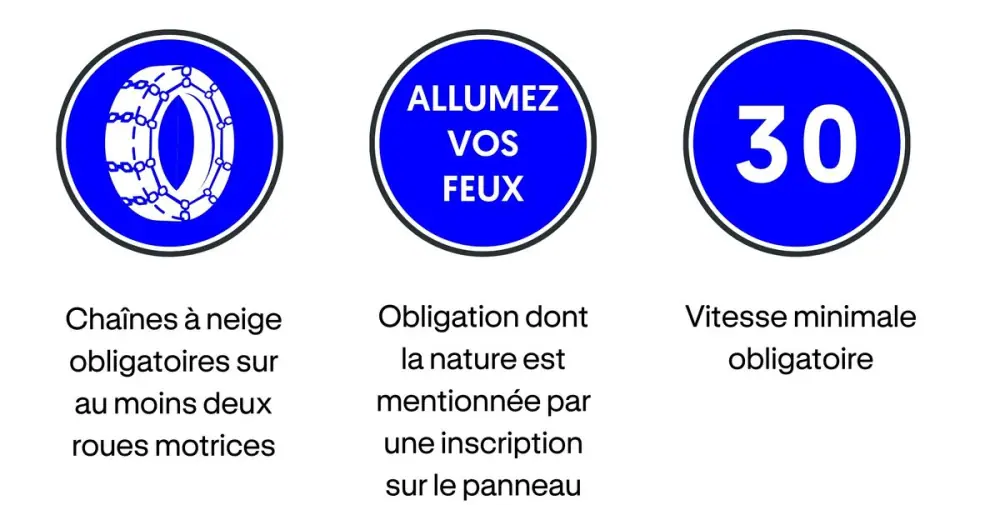 ALLUMEZ
VOS
FEUX
30
Chaînes à neige
obligatoires sur
au moins deux
roues motrices
Obligation dont
la nature est
mentionnée par
une inscription
sur le panneau
Vitesse minimale
obligatoire